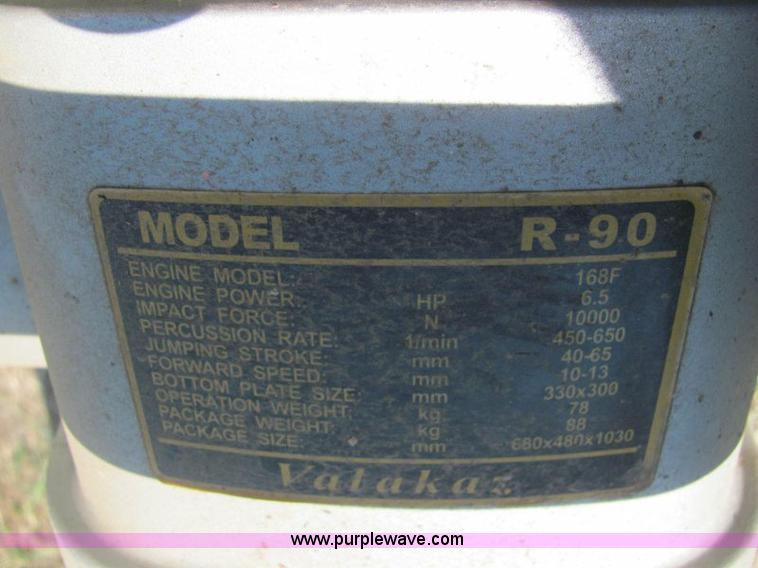 MODEL R-90
ENGINE MODEL: 168F
ENGINE POWER: HP 6.5
IMPACT FORCE: N 10000
PERCUSSION RATE: 1/min 450-650
JUMPING STROKE: mm 40-65
FORWARD SPEED: mm 10-13
BOTTOM PLATE SIZE: mm 330x300
OPERATION WEIGHT: kg 78
PACKAGE WEIGHT: kg 88
PACKAGE SIZE: mm 680x480x1030
Valakaz
www.purplewave.com